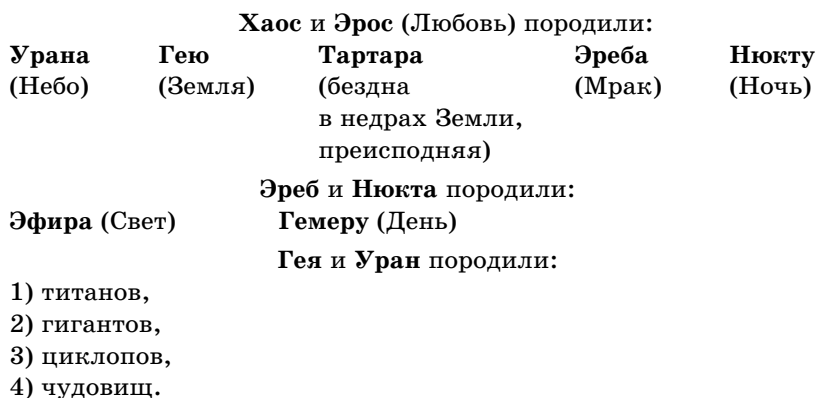 Хаос и Эрос (Любовь) породили:
Урана Гею Тартара Эреба Нюкту
(Небо) (Земля) (бездна (Мрак) (Ночь)
в недрах Земли,
преисподняя)
Эреб и Нюкта породили:
Эфира (Свет) Гемеру (День)
Гея и Уран породили:
1) титанов,
2) гигантов,
3) циклопов,
4) чудовищ.